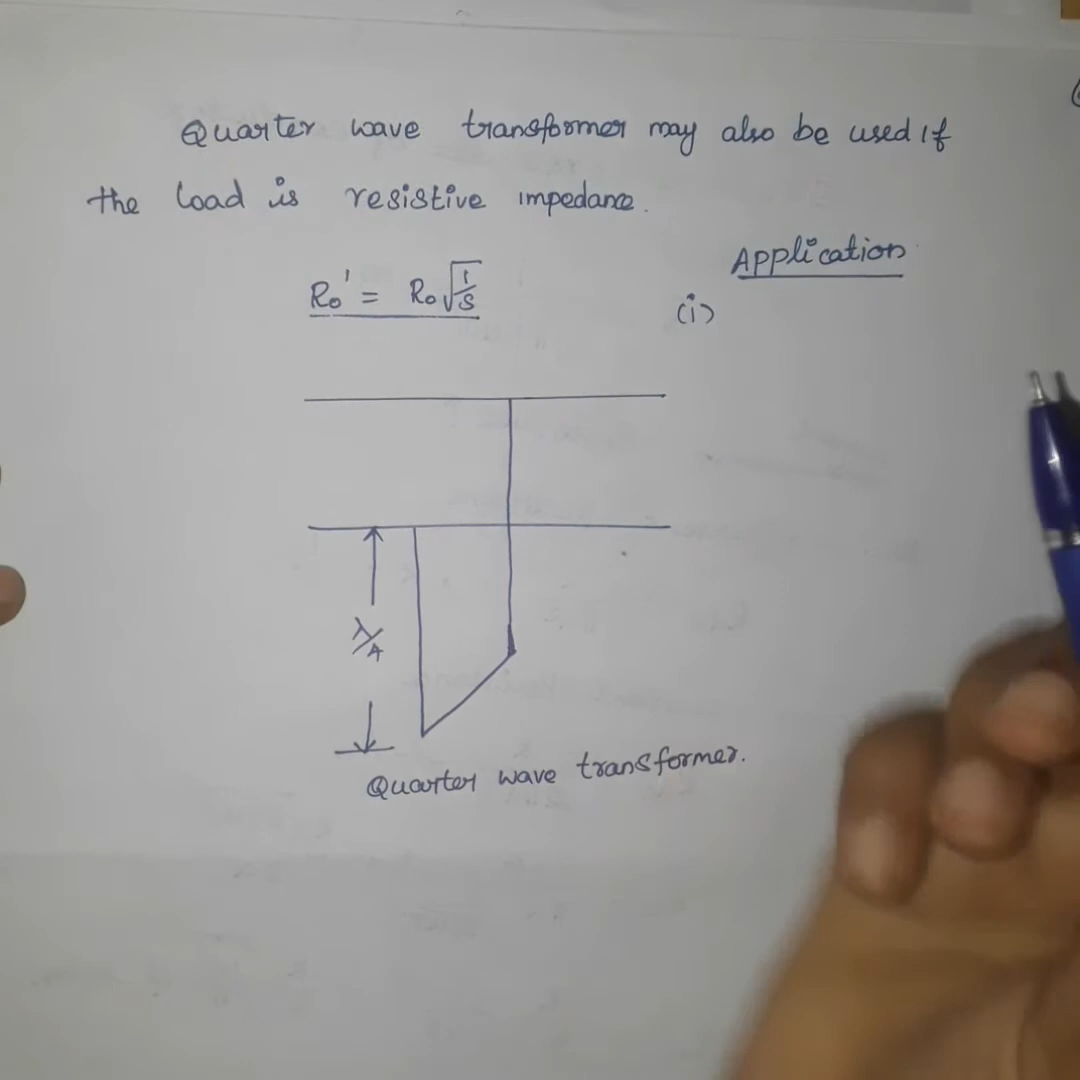 Quarter wave transformer may also be used if
the load is resistive impedance.
Application
Ro' = Ro√1/S
(i)
λ/4
Quarter wave transformer.